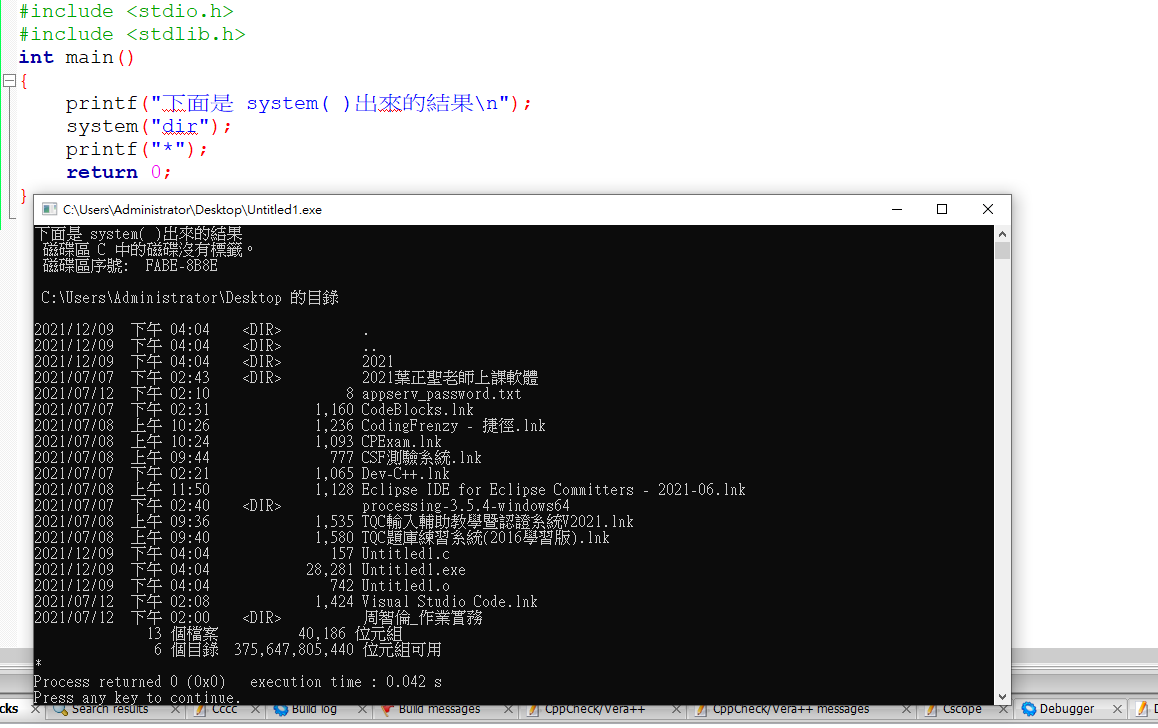 #include <stdio.h>
#include <stdlib.h>
int main()
{
    printf("下面是 system( )出來的結果\n");
    system("dir");
    printf("*");
    return 0;
}
C:\Users\Administrator\Desktop\Untitled1.exe
下面是 system( )出來的結果
 磁碟區 C 中的磁碟沒有標籤。
 磁碟區序號:  FABE-8B8E
 C:\Users\Administrator\Desktop 的目錄
2021/12/09  下午 04:04    <DIR>          .
2021/12/09  下午 04:04    <DIR>          ..
2021/12/09  下午 04:04    <DIR>          2021
2021/07/07  下午 02:43    <DIR>          2021葉正聖老師上課軟體
2021/07/12  下午 02:10                 8 appserv_password.txt
2021/07/07  下午 02:31             1,160 CodeBlocks.lnk
2021/07/08  上午 10:26             1,236 CodingFrenzy - 捷徑.lnk
2021/07/08  上午 10:24             1,093 CPExam.lnk
2021/07/08  上午 09:44               777 CSF測驗系統.lnk
2021/07/07  下午 02:21             1,065 Dev-C++.lnk
2021/07/08  上午 11:50             1,128 Eclipse IDE for Eclipse Committers - 2021-06.lnk
2021/07/07  下午 02:40    <DIR>          processing-3.5.4-windows64
2021/07/08  上午 09:36             1,535 TQC輸入輔助教學暨認證系統V2021.lnk
2021/07/08  上午 09:40             1,580 TQC題庫練習系統(2016學習版).lnk
2021/12/09  下午 04:04               157 Untitled1.c
2021/12/09  下午 04:04            28,281 Untitled1.exe
2021/12/09  下午 04:04               742 Untitled1.o
2021/07/12  下午 02:08             1,424 Visual Studio Code.lnk
2021/07/12  下午 02:00    <DIR>          周智倫_作業實務
              13 個檔案          40,186 位元組
               6 個目錄  375,647,805,440 位元組可用
*
Process returned 0 (0x0)   execution time : 0.042 s
Press any key to continue.
cks Search results Cccc Build log Build messages CppCheck/Vera++ CppCheck/Vera++ messages Cscope Debugger